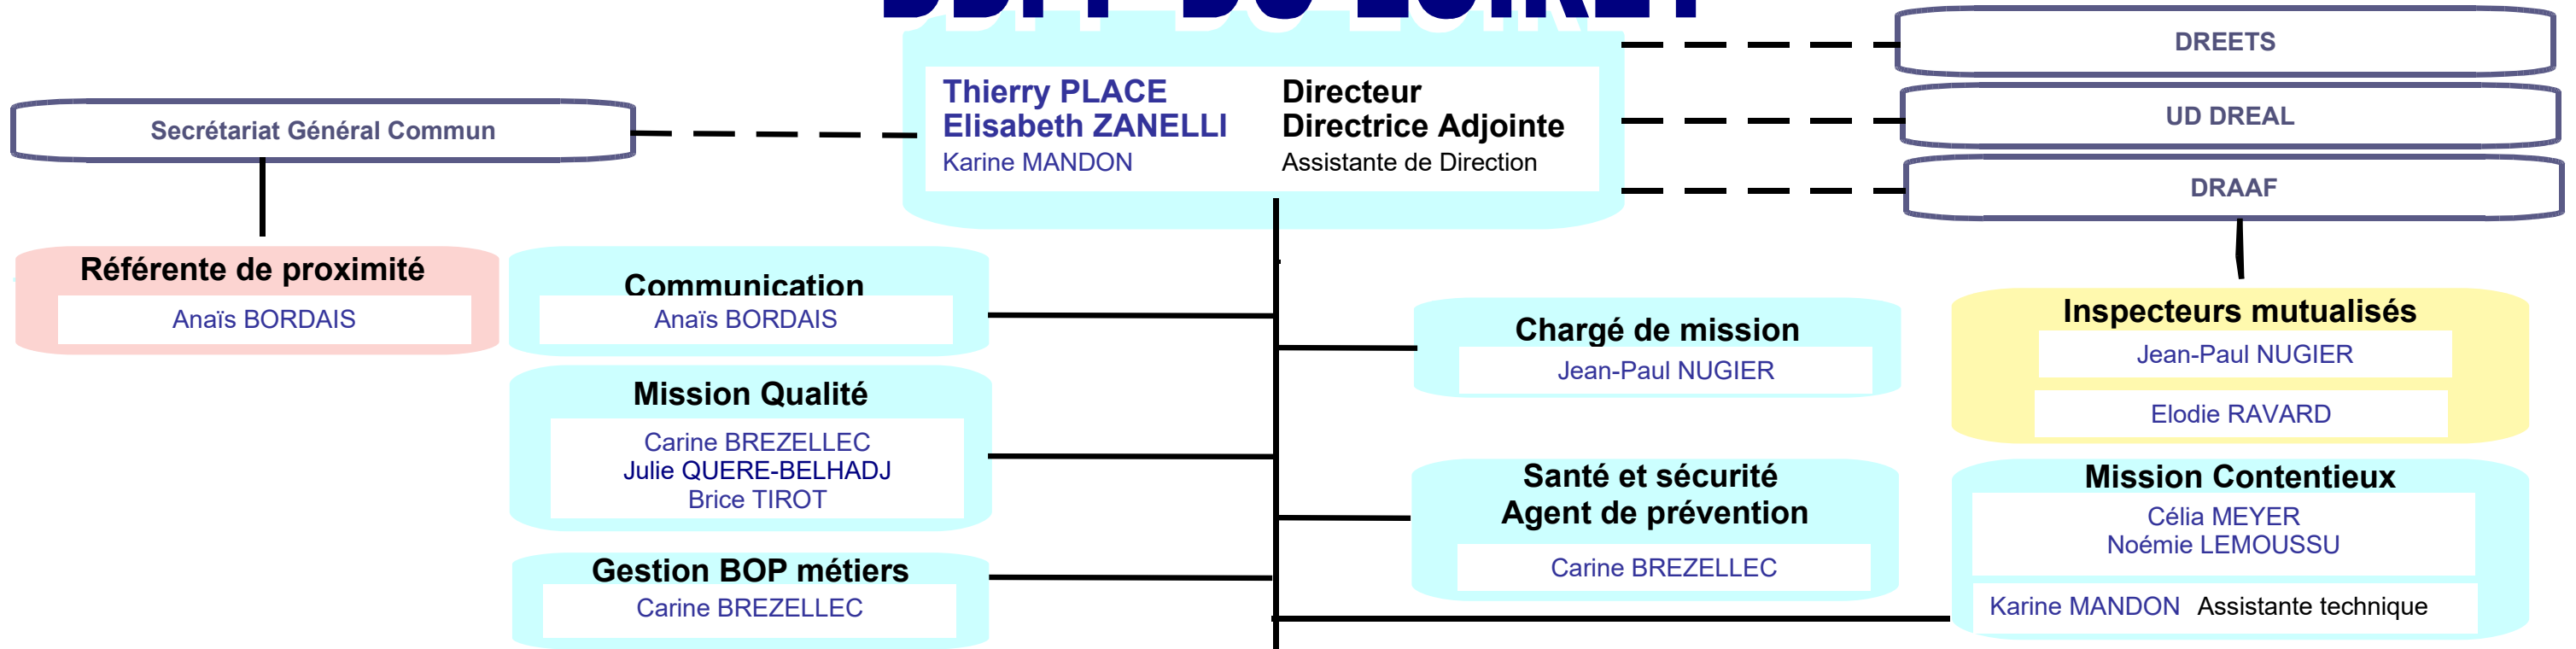 DU LOIRET
DREETS
Thierry PLACE Directeur
UD DREAL
Elisabeth ZANELLI Directrice Adjointe
Secrétariat Général Commun
Karine MANDON Assistante de Direction
DRAAF
Référente de proximité
Anaïs BORDAIS
Communication
Anaïs BORDAIS
Chargé de mission
Jean-Paul NUGIER
Inspecteurs mutualisés
Jean-Paul NUGIER
Elodie RAVARD
Mission Qualité
Carine BREZELLEC
Julie QUERE-BELHADJ
Brice TIROT
Santé et sécurité
Agent de prévention
Carine BREZELLEC
Mission Contentieux
Célia MEYER
Noémie LEMOUSSU
Karine MANDON Assistante technique
Gestion BOP métiers
Carine BREZELLEC